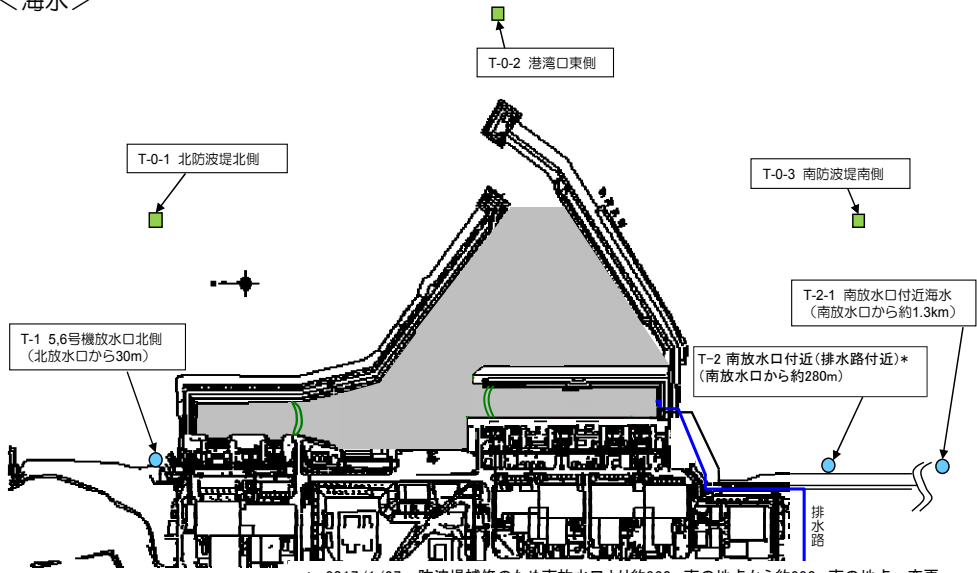 ＜海水＞
T-0-2 港湾口東側
T-0-1 北防波堤北側
T-0-3 南防波堤南側
T-2-1 南放水口付近海水
（南放水口から約1.3km）
T-1 5,6号機放水口北側
（北放水口から30m）
T-2 南放水口付近（排水路付近）*
（南放水口から約280m）
排水路